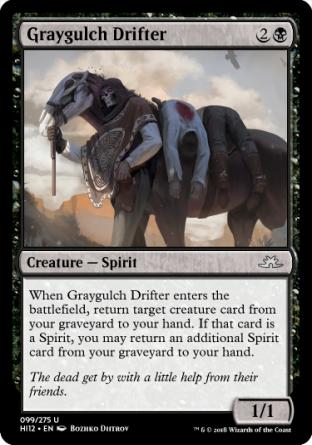 Graygulch Drifter 2
Creature — Spirit
When Graygulch Drifter enters the
battlefield, return target creature card from
your graveyard to your hand. If that card
is a Spirit, you may return an additional Spirit
card from your graveyard to your hand.
The dead get by with a little help from their
friends.
1/1
099/275 U
HI12 • EN BOZHKO DIITROV
™ & © 2018 Wizards of the Coast